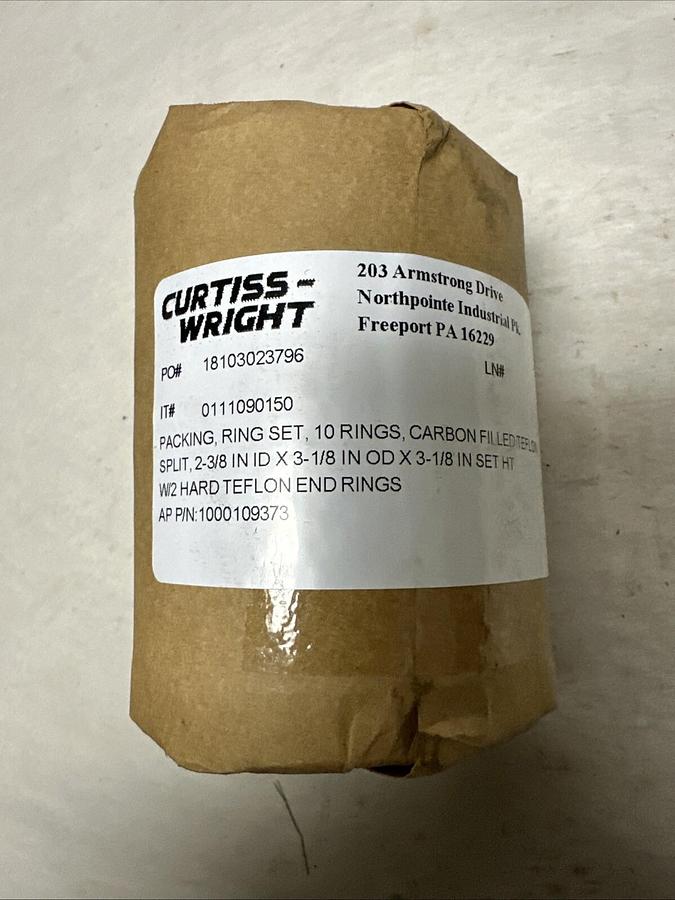 CURTISS-
WRIGHT
203 Armstrong Drive
Northpointe Industrial Pk.
Freeport PA 16229
PO# 18103023796
LN#
IT# 0111090150
PACKING, RING SET, 10 RINGS, CARBON FILLED TEFLON
SPLIT, 2-3/8 IN ID X 3-1/8 IN OD X 3-1/8 IN SET HT
W/2 HARD TEFLON END RINGS
AP P/N:1000109373